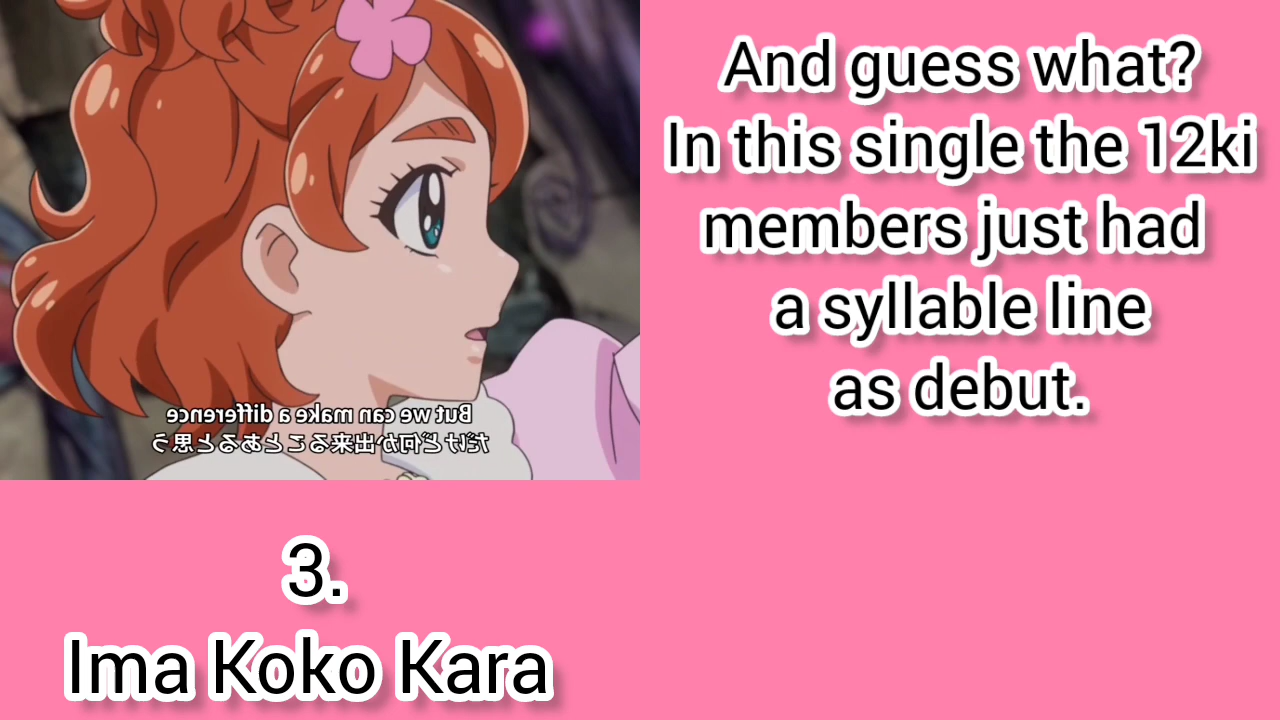 But we can make a difference
だけど何か出来ることあると思う
And guess what?
In this single the 12ki
members just had
a syllable line
as debut.
3.
Ima Koko Kara